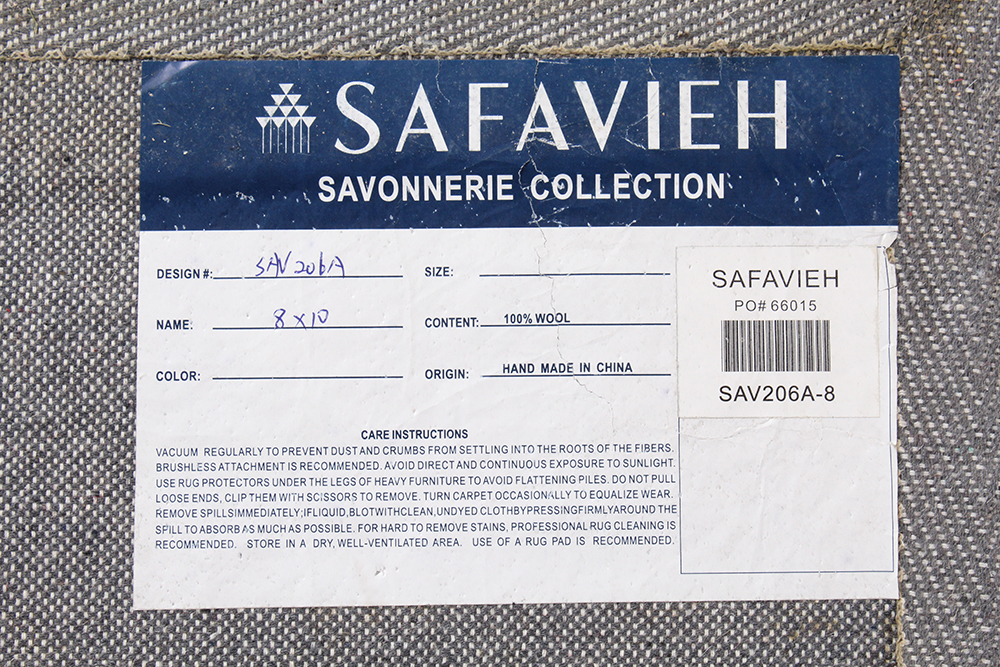 SAFAVIEH
SAVONNERIE COLLECTION
DESIGN #: SAV206A
SIZE:
NAME: 8 X 10
CONTENT: 100% WOOL
COLOR:
ORIGIN: HAND MADE IN CHINA
SAFAVIEH
PO# 66015
SAV206A-8
CARE INSTRUCTIONS
VACUUM REGULARLY TO PREVENT DUST AND CRUMBS FROM SETTLING INTO THE ROOTS OF THE FIBERS.
BRUSHLESS ATTACHMENT IS RECOMMENDED. AVOID DIRECT AND CONTINUOUS EXPOSURE TO SUNLIGHT.
USE RUG PROTECTORS UNDER THE LEGS OF HEAVY FURNITURE TO AVOID FLATTENING PILES. DO NOT PULL
LOOSE ENDS, CLIP THEM WITH SCISSORS TO REMOVE. TURN CARPET OCCASIONALLY TO EQUALIZE WEAR.
REMOVE SPILLSIMMEDIATELY;IFLIQUID,BLOTWITHCLEAN,UNDYED CLOTHBYPRESSINGFIRMLYAROUND THE
SPILL TO ABSORB AS MUCH AS POSSIBLE. FOR HARD TO REMOVE STAINS, PROFESSIONAL RUG CLEANING IS
RECOMMENDED. STORE IN A DRY, WELL-VENTILATED AREA. USE OF A RUG PAD IS RECOMMENDED.